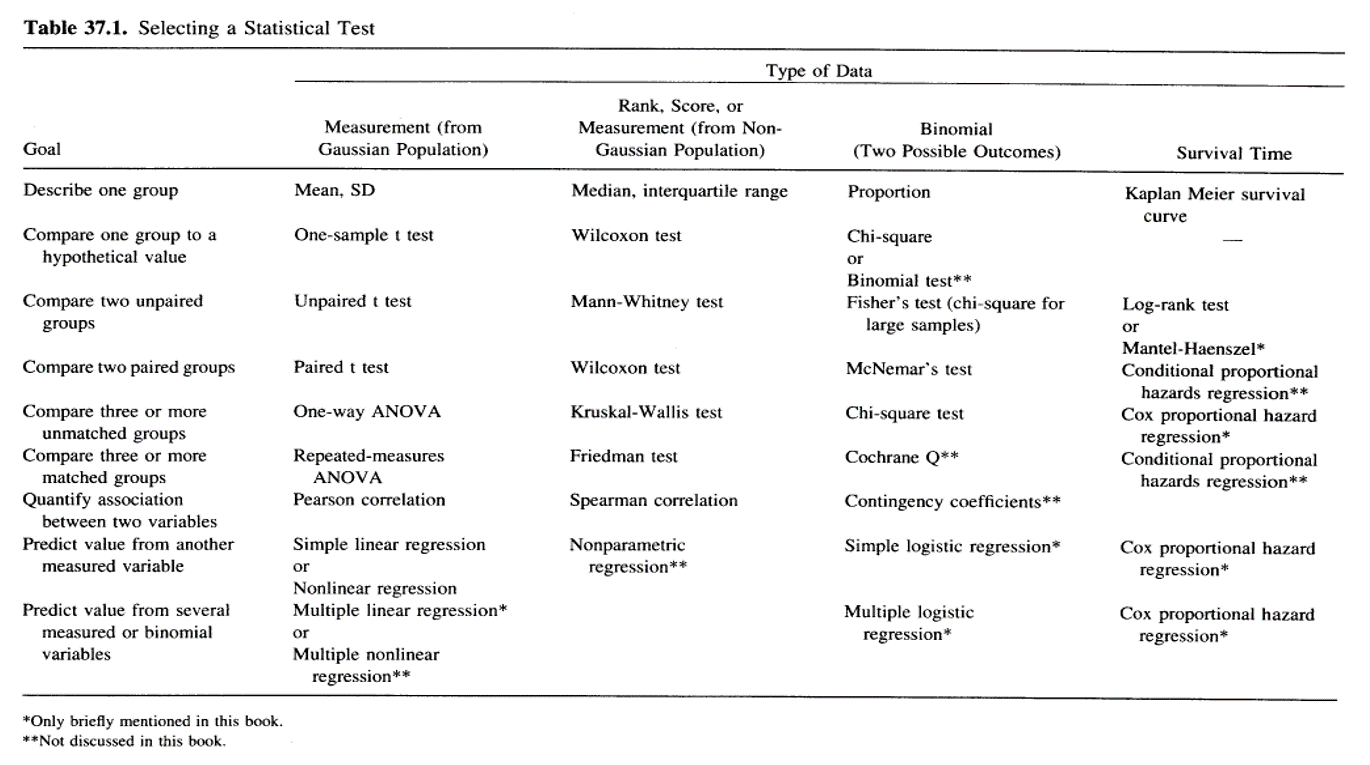 Table 37.1. Selecting a Statistical Test
Type of Data
Goal
Measurement (from
Gaussian Population)
Rank, Score, or
Measurement (from Non-
Gaussian Population)
Binomial
(Two Possible Outcomes)
Survival Time
Describe one group
Mean, SD
Median, interquartile range
Proportion
Kaplan Meier survival
curve
Compare one group to a
hypothetical value
One-sample t test
Wilcoxon test
Chi-square
or
Binomial test**
—
Compare two unpaired
groups
Unpaired t test
Mann-Whitney test
Fisher's test (chi-square for
large samples)
Log-rank test
or
Mantel-Haenszel*
Compare two paired groups
Paired t test
Wilcoxon test
McNemar's test
Conditional proportional
hazards regression**
Compare three or more
unmatched groups
One-way ANOVA
Kruskal-Wallis test
Chi-square test
Cox proportional hazard
regression*
Compare three or more
matched groups
Repeated-measures
ANOVA
Friedman test
Cochrane Q**
Conditional proportional
hazards regression**
Quantify association
between two variables
Pearson correlation
Spearman correlation
Contingency coefficients**
Predict value from another
measured variable
Simple linear regression
or
Nonlinear regression
Nonparametric
regression**
Simple logistic regression*
Cox proportional hazard
regression*
Predict value from several
measured or binomial
variables
Multiple linear regression*
or
Multiple nonlinear
regression**
Multiple logistic
regression*
Cox proportional hazard
regression*
*Only briefly mentioned in this book.
**Not discussed in this book.